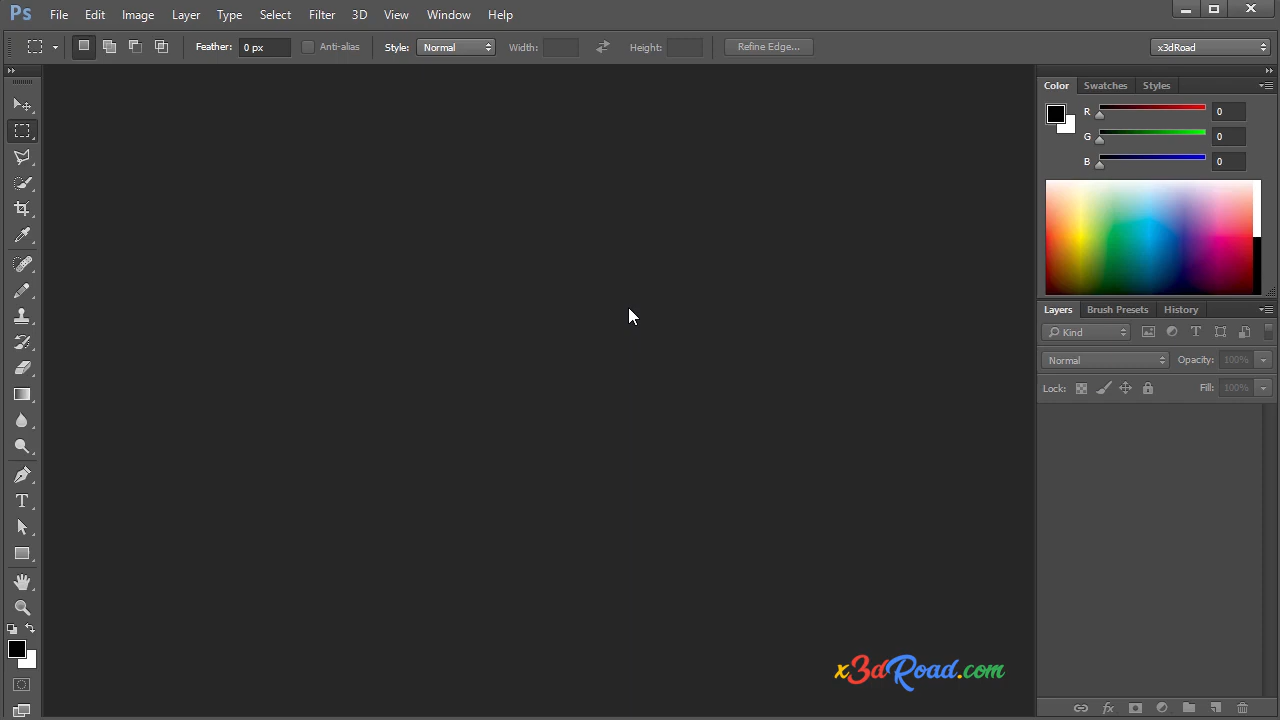 Ps File Edit Image Layer Type Select Filter 3D View Window Help
Feather: 0 px Anti-alias Style: Normal Width: Height: Refine Edge... x3dRoad
Color Swatches Styles
R 0
G 0
B 0
Layers Brush Presets History
Kind
Normal Opacity: 100%
Lock: Fill: 100%
x3dRoad.com